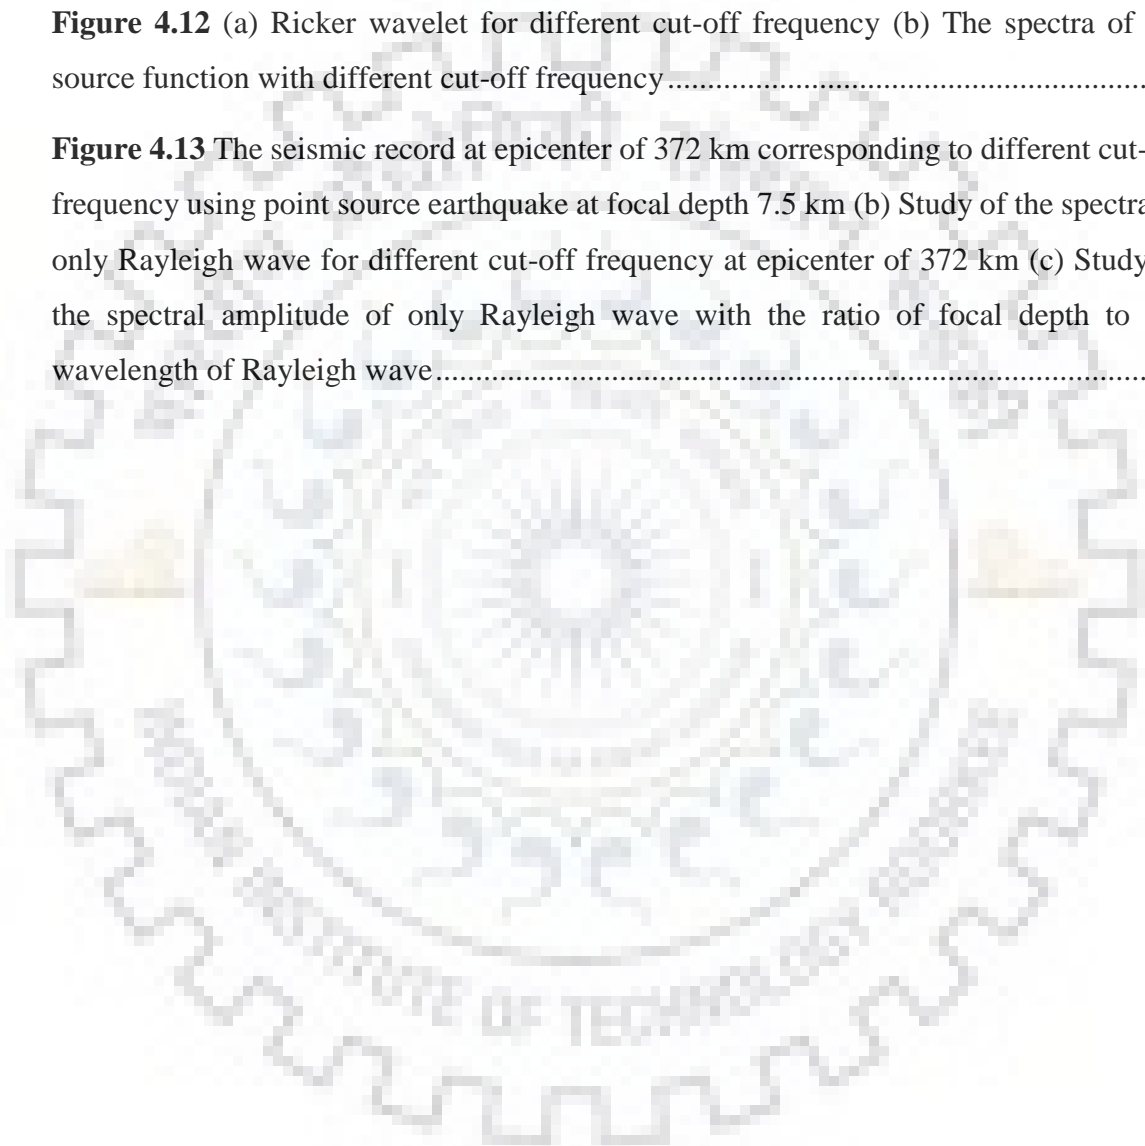 Figure 4.12 (a) Ricker wavelet for different cut-off frequency (b) The spectra of
source function with different cut-off frequency..........................................................
Figure 4.13 The seismic record at epicenter of 372 km corresponding to different cut-
frequency using point source earthquake at focal depth 7.5 km (b) Study of the spectra
only Rayleigh wave for different cut-off frequency at epicenter of 372 km (c) Study
the spectral amplitude of only Rayleigh wave with the ratio of focal depth to
wavelength of Rayleigh wave.......................................................................................
INSTITUTE OF TECHNOLOGY